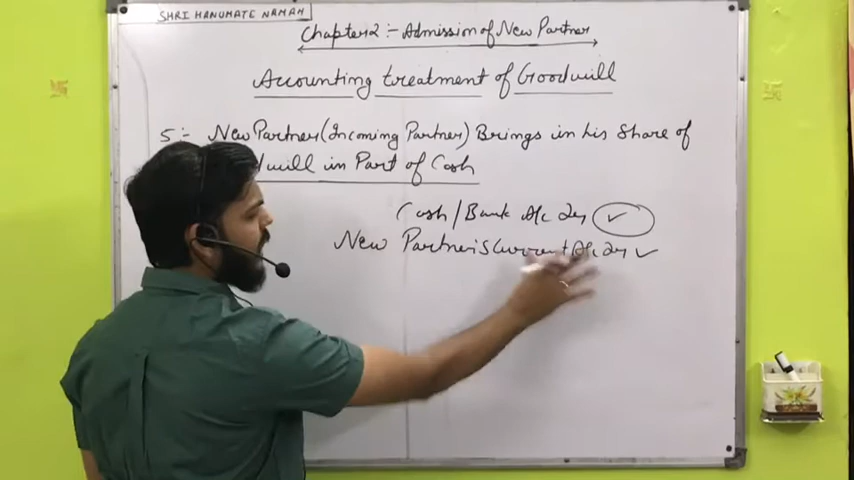 SHRI HANUMATE NAMAH
Chapter 2 :- Admission of New Partner
Accounting treatment of Goodwill
5:- New Partner (Incoming Partner) Brings in his Share of
dwill in Part of Cash
Cash/Bank A/c Dr ✓
New Partner's Current A/c Dr ✓